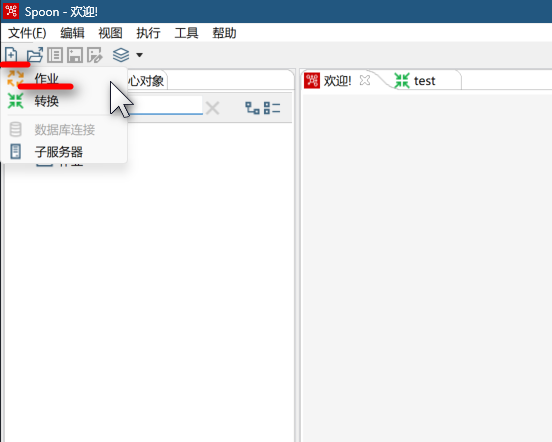 Spoon - 欢迎!
文件(F) 编辑 视图 执行 工具 帮助
作业
心对象
欢迎!
test
转换
数据库连接
子服务器